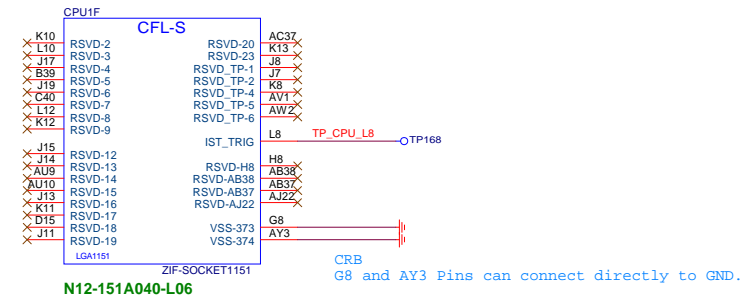 CPU1F
CFL-S
K10 RSVD-2 RSVD-20 AC37
L10 RSVD-3 RSVD-23 K13
J17 RSVD-4 RSVD_TP-1 J8
B39 RSVD-5 RSVD_TP-2 J7
J19 RSVD-6 RSVD_TP-4 K8
C40 RSVD-7 RSVD_TP-5 AV1
L12 RSVD-8 RSVD_TP-6 AW2
K12 RSVD-9
IST_TRIG L8 TP_CPU_L8 TP168
J15 RSVD-12
J14 RSVD-13 RSVD-H8 H8
AU9 RSVD-14 RSVD-AB38 AB38
AU10 RSVD-15 RSVD-AB37 AB37
J13 RSVD-16 RSVD-AJ22 AJ22
K11 RSVD-17
D15 RSVD-18 VSS-373 G8
J11 RSVD-19 VSS-374 AY3
LGA1151
ZIF-SOCKET1151
N12-151A040-L06
CRB
G8 and AY3 Pins can connect directly to GND.